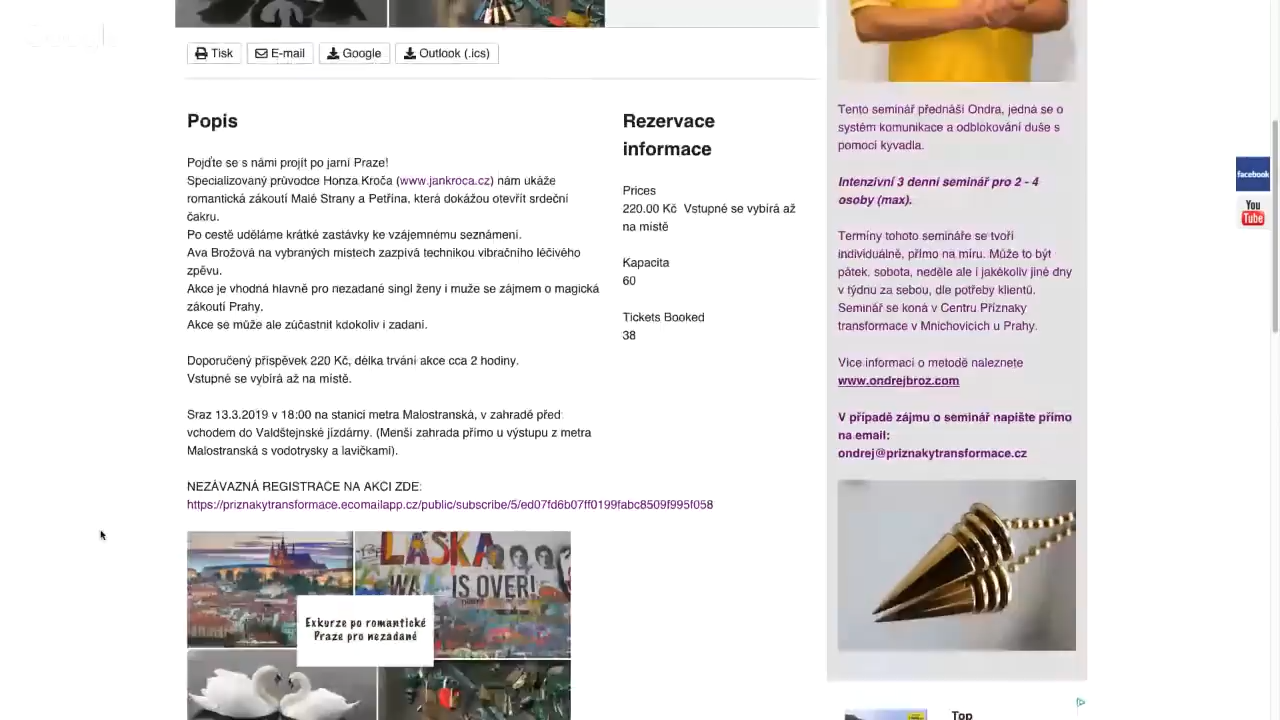 Tisk
E-mail
Google
Outlook (.ics)
Popis
Pojďte se s námi projít po jarní Praze!
Specializovaný průvodce Honza Kroča (www.jankroca.cz) nám ukáže
romantická zákoutí Malé Strany a Petřína, která dokážou otevřít srdeční
čakru.
Po cestě uděláme krátké zastávky ke vzájemnému seznámení.
Ava Brožová na vybraných místech zazpívá technikou vibračního léčivého
zpěvu.
Akce je vhodná hlavně pro nezadané singl ženy i muže se zájmem o magická
zákoutí Prahy.
Akce se může ale zúčastnit kdokoliv i zadaní.
Doporučený příspěvek 220 Kč, délka trvání akce cca 2 hodiny.
Vstupné se vybírá až na místě.
Sraz 13.3.2019 v 18:00 na stanici metra Malostranská, v zahradě před
vchodem do Valdštejnské jízdárny. (Menší zahrada přímo u výstupu z metra
Malostranská s vodotrysky a lavičkami).
NEZÁVAZNÁ REGISTRACE NA AKCI ZDE:
https://priznakytransformace.ecomailapp.cz/public/subscribe/5/ed07fd6b07ff0199fabc8509f995f058
LÁSKA
WAR IS OVER!
Exkurze po romantické
Praze pro nezadané
Rezervace
informace
Prices
220.00 Kč Vstupné se vybírá až
na místě
Kapacita
60
Tickets Booked
38
Tento seminář přednáší Ondra, jedná se o
systém komunikace a odblokování duše s
pomocí kyvadla.
Intenzivní 3 denní seminář pro 2 - 4
osoby (max).
Termíny tohoto semináře se tvoří
individuálně, přímo na míru. Může to být
pátek, sobota, neděle ale i jakékoliv jiné dny
v týdnu za sebou, dle potřeby klientů.
Seminář se koná v Centru Příznaky
transformace v Mnichovicích u Prahy.
Více informací o metodě naleznete
www.ondrejbroz.com
V případě zájmu o seminář napište přímo
na email:
ondrej@priznakytransformace.cz
Top
facebook
You
Tube